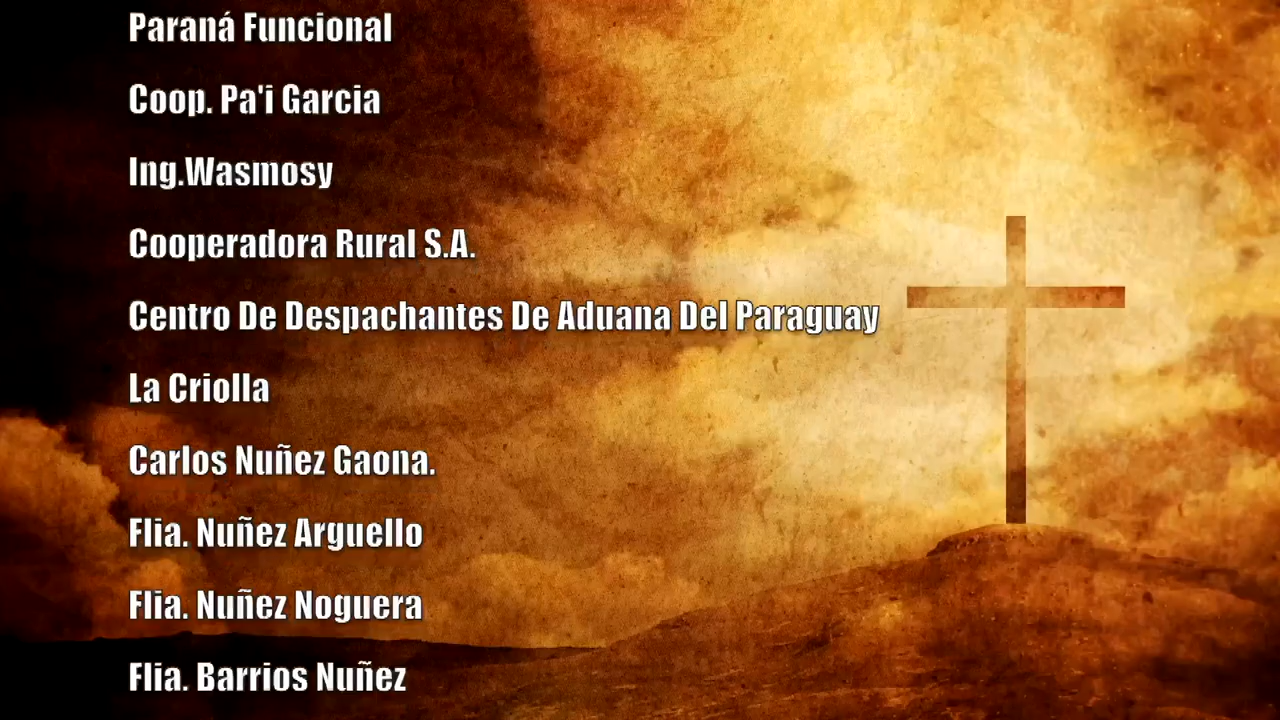 Paraná Funcional
Coop. Pa'i Garcia
Ing.Wasmosy
Cooperadora Rural S.A.
Centro De Despachantes De Aduana Del Paraguay
La Criolla
Carlos Nuñez Gaona.
Flia. Nuñez Arguello
Flia. Nuñez Noguera
Flia. Barrios Nuñez